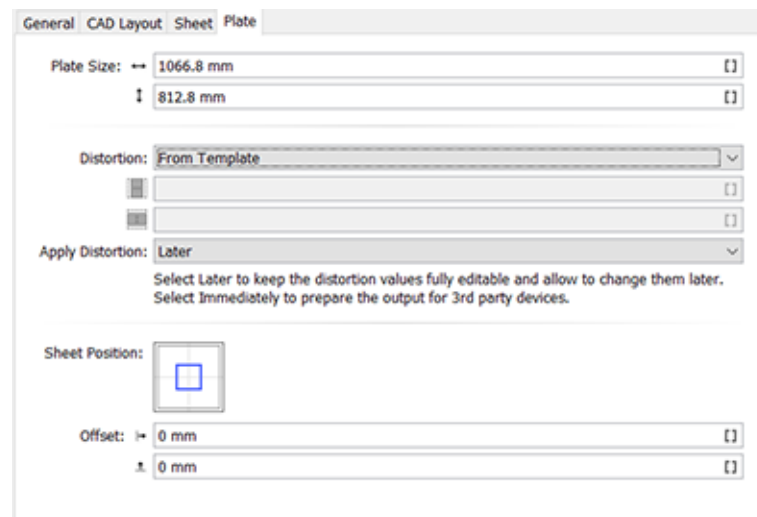 General CAD Layout Sheet Plate
Plate Size: 1066.8 mm
812.8 mm
Distortion: From Template
Apply Distortion: Later
Select Later to keep the distortion values fully editable and allow to change them later.
Select Immediately to prepare the output for 3rd party devices.
Sheet Position:
Offset: 0 mm
0 mm